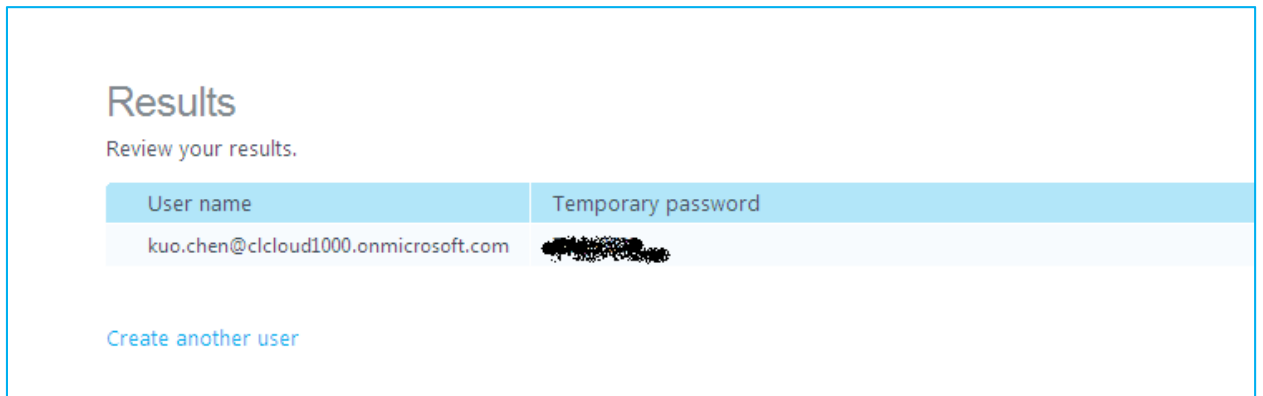 Results
Review your results.
User name Temporary password
kuo.chen@clcloud1000.onmicrosoft.com
Create another user